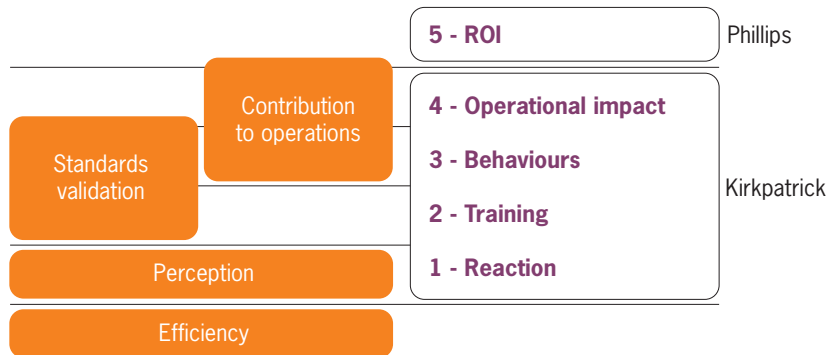 5 - ROI
Phillips
Contribution
to operations
4 - Operational impact
Standards
validation
3 - Behaviours
Kirkpatrick
2 - Training
Perception
1 - Reaction
Efficiency